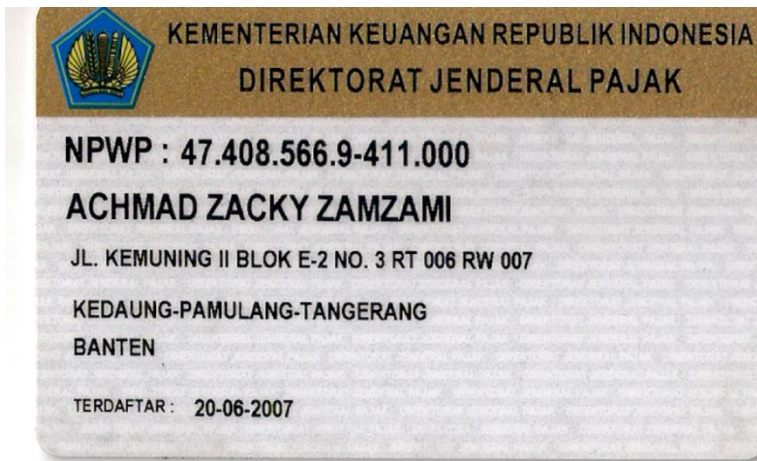 KEMENTERIAN KEUANGAN REPUBLIK INDONESIA
DIREKTORAT JENDERAL PAJAK
NPWP : 47.408.566.9-411.000
ACHMAD ZACKY ZAMZAMI
JL. KEMUNING II BLOK E-2 NO. 3 RT 006 RW 007
KEDAUNG-PAMULANG-TANGERANG
BANTEN
TERDAFTAR : 20-06-2007